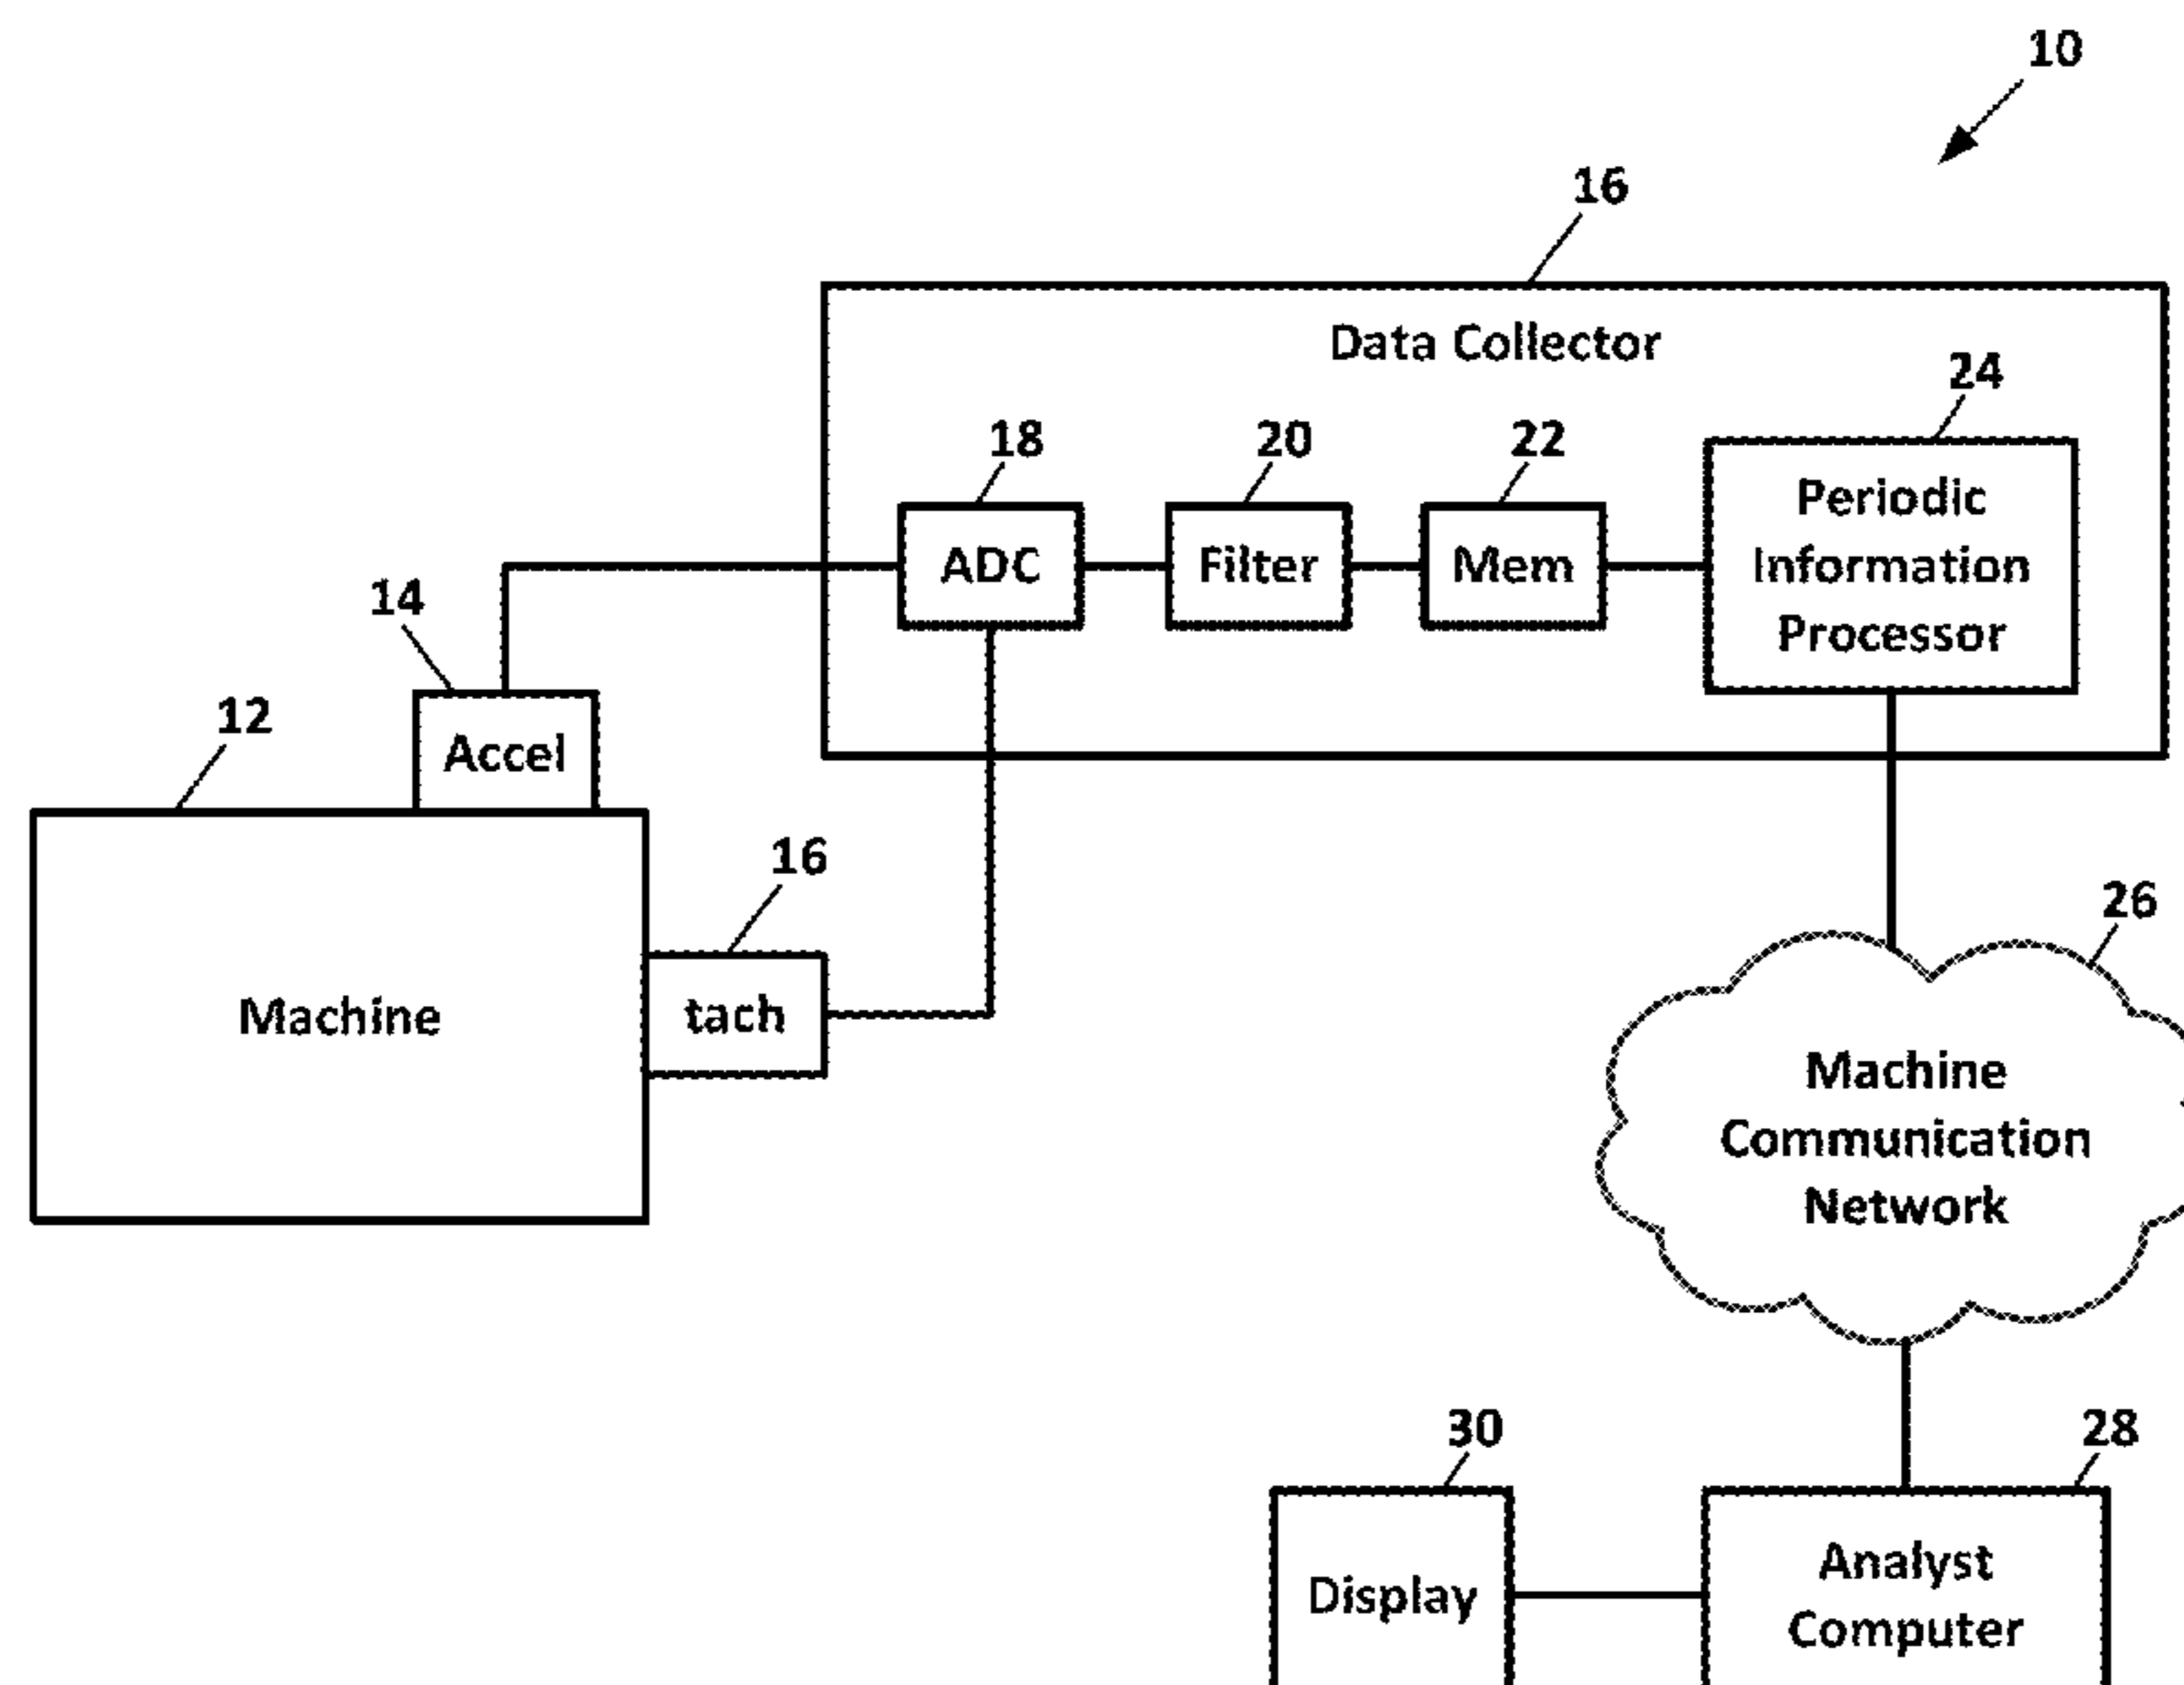 10
16
Data Collector
24
18
20
22
Periodic
Information
Processor
ADC
Filter
Mem
14
Accel
12
16
tach
Machine
26
Machine
Communication
Network
30
28
Display
Analyst
Computer